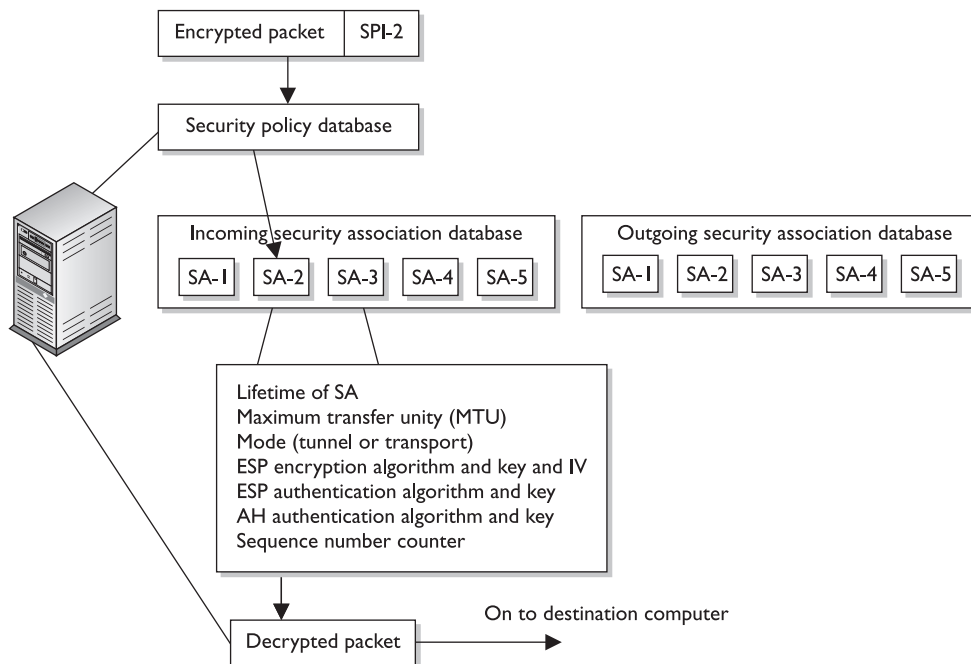 Encrypted packet SPI-2
Security policy database
Incoming security association database
SA-1 SA-2 SA-3 SA-4 SA-5
Outgoing security association database
SA-1 SA-2 SA-3 SA-4 SA-5
Lifetime of SA
Maximum transfer unity (MTU)
Mode (tunnel or transport)
ESP encryption algorithm and key and IV
ESP authentication algorithm and key
AH authentication algorithm and key
Sequence number counter
Decrypted packet
On to destination computer